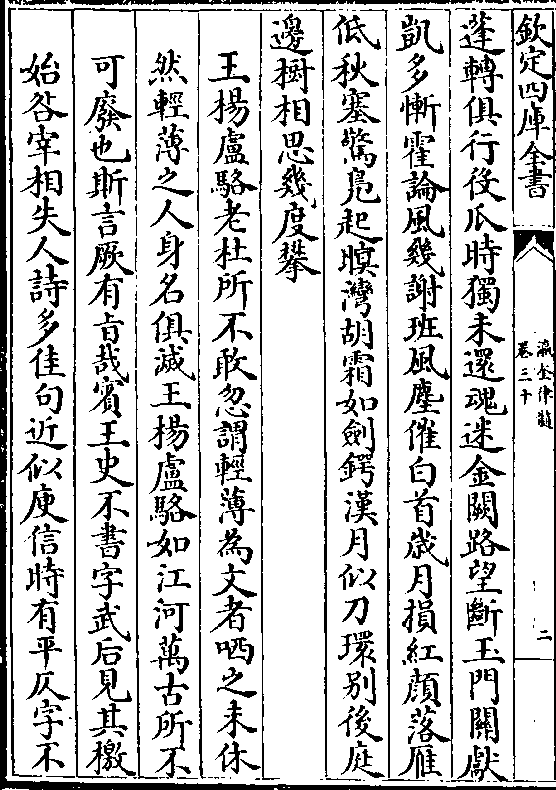 欽定四庫全書
瀛奎律髓
卷三十
二
蓬轉俱行役瓜時獨未還魂迷金闕路望斷玉門關獻
凱多慚霍論風幾謝班風塵催白首歲月損紅顏落雁
低秋塞驚鳧起暝灣胡霜如劍鍔漢月似刀環別後庭
邊樹相思幾度攀
王楊盧駱老杜所不敢忽謂輕薄為文者哂之未休
然輕薄之人身名俱滅王楊盧駱如江河萬古所不
可廢也斯言厥有㫖哉賓王史不書字武后見其檄
始咎宰相失人詩多佳句近似庾信時有平仄字不